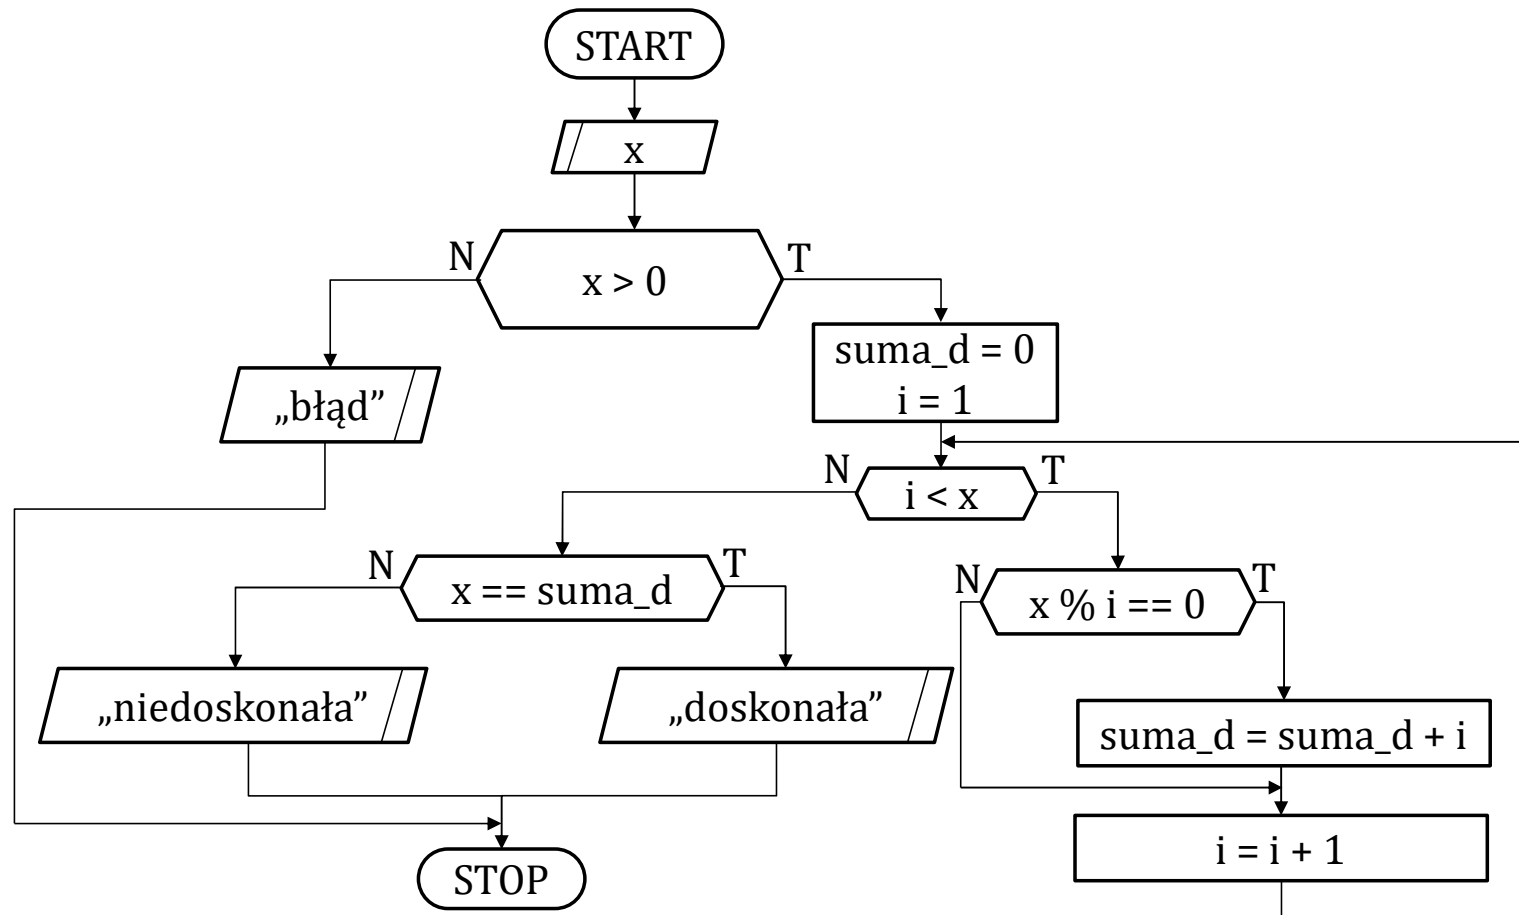 START
x
N
T
x > 0
suma_d = 0
i = 1
„błąd”
N
T
i < x
N
T
x == suma_d
N
T
x % i == 0
„niedoskonała”
„doskonała”
suma_d = suma_d + i
i = i + 1
STOP